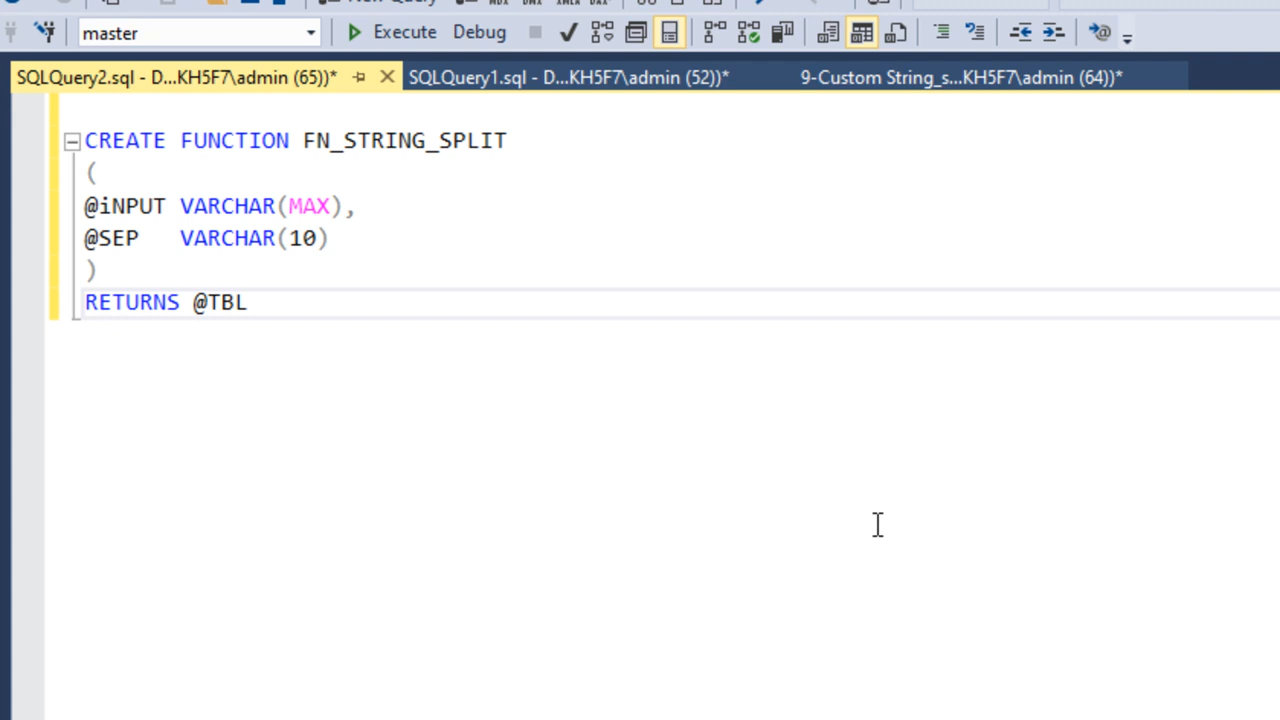 master
Execute
Debug
SQLQuery2.sql - D...KH5F7\admin (65))*
SQLQuery1.sql - D...KH5F7\admin (52))*
9-Custom String_s...KH5F7\admin (64))*
CREATE FUNCTION FN_STRING_SPLIT
(
@iNPUT VARCHAR(MAX),
@SEP VARCHAR(10)
)
RETURNS @TBL